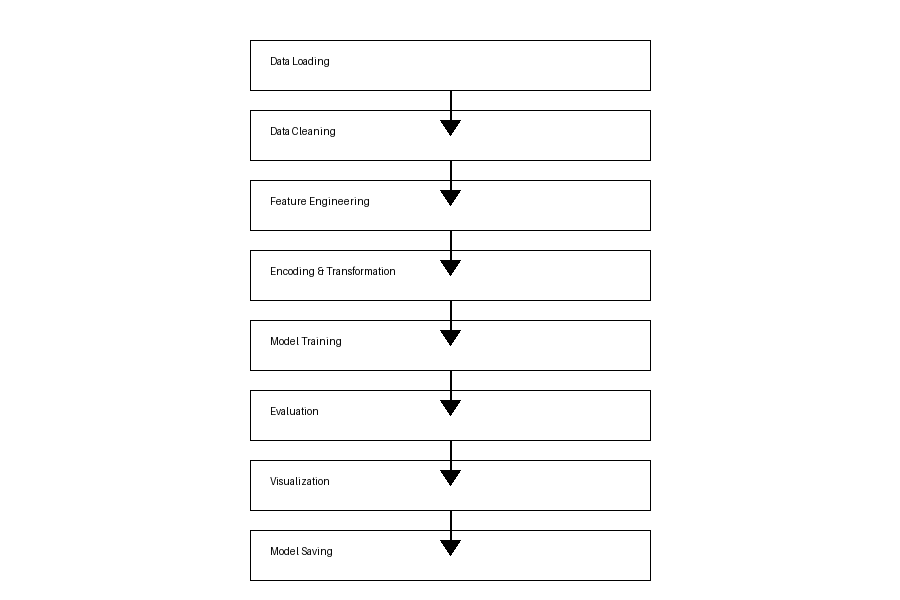 Data Loading
Data Cleaning
Feature Engineering
Encoding & Transformation
Model Training
Evaluation
Visualization
Model Saving